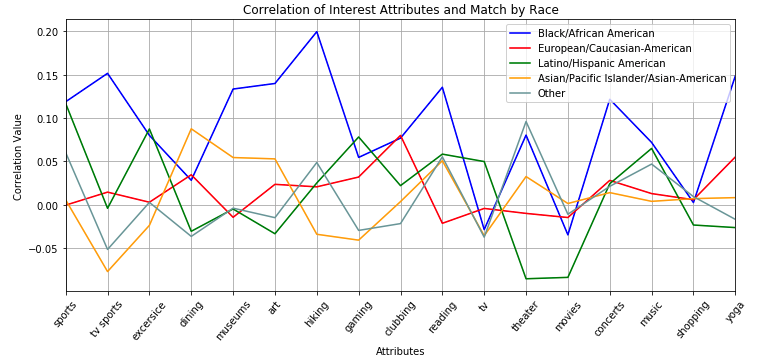 Correlation of Interest Attributes and Match by Race
Black/African American
European/Caucasian-American
Latino/Hispanic American
Asian/Pacific Islander/Asian-American
Other
Correlation Value
0.20
0.15
0.10
0.05
0.00
−0.05
sports
tv sports
excersice
dining
museums
art
hiking
gaming
clubbing
reading
tv
theater
movies
concerts
music
shopping
yoga
Attributes